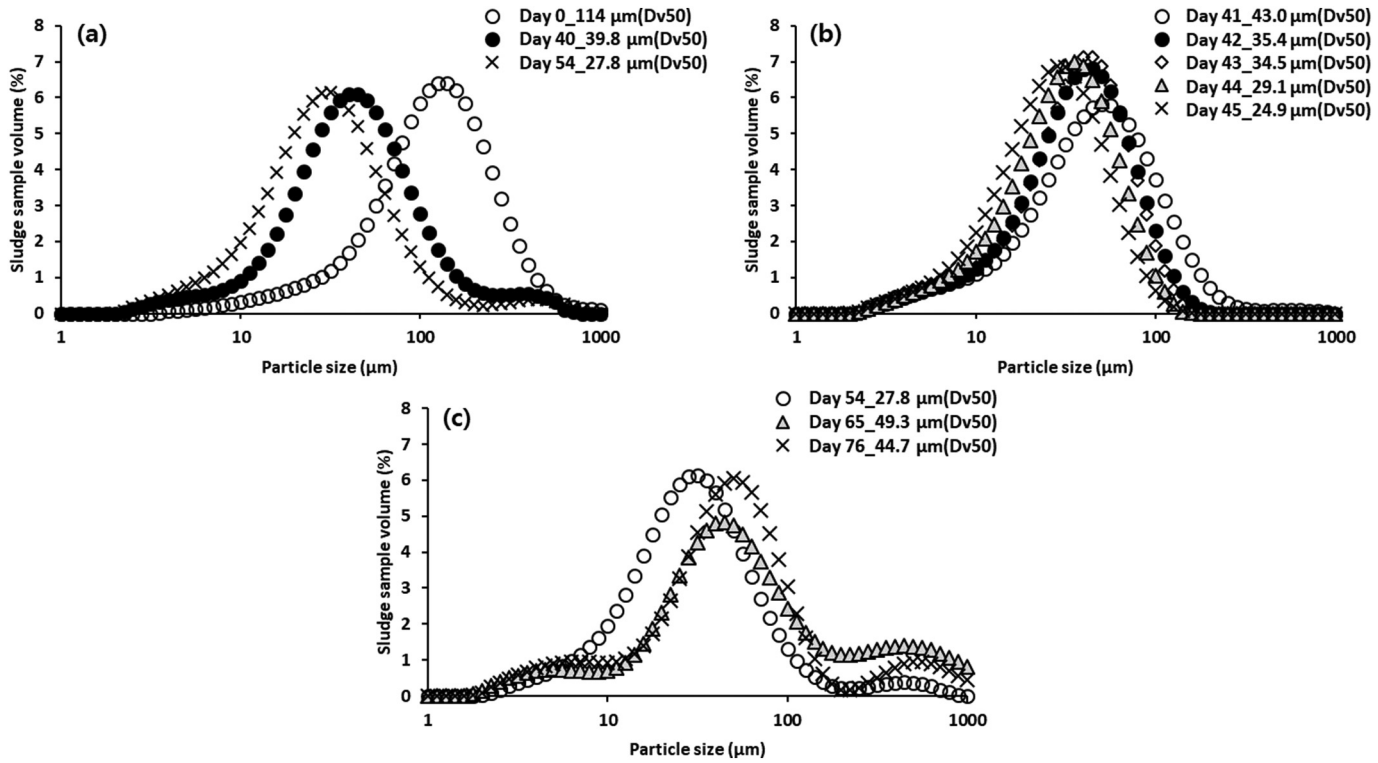 (a)
Day 0_114 µm(Dv50)
Day 40_39.8 µm(Dv50)
Day 54_27.8 µm(Dv50)
Sludge sample volume (%)
8
7
6
5
4
3
2
1
0
1 10 100 1000
Particle size (µm)
(b)
Day 41_43.0 µm(Dv50)
Day 42_35.4 µm(Dv50)
Day 43_34.5 µm(Dv50)
Day 44_29.1 µm(Dv50)
Day 45_24.9 µm(Dv50)
Sludge sample volume (%)
8
7
6
5
4
3
2
1
0
1 10 100 1000
Particle size (µm)
(c)
Day 54_27.8 µm(Dv50)
Day 65_49.3 µm(Dv50)
Day 76_44.7 µm(Dv50)
Sludge sample volume (%)
8
7
6
5
4
3
2
1
0
1 10 100 1000
Particle size (µm)